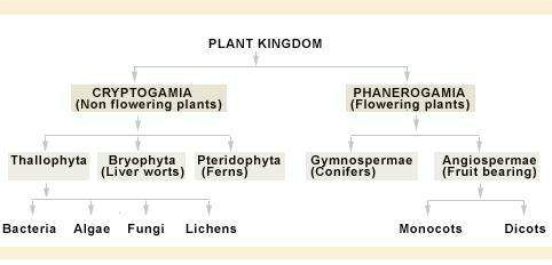 PLANT KINGDOM
CRYPTOGAMIA
(Non flowering plants)
PHANEROGAMIA
(Flowering plants)
Thallophyta
Bryophyta
(Liver worts)
Pteridophyta
(Ferns)
Gymnospermae
(Conifers)
Angiospermae
(Fruit bearing)
Bacteria
Algae
Fungi
Lichens
Monocots
Dicots